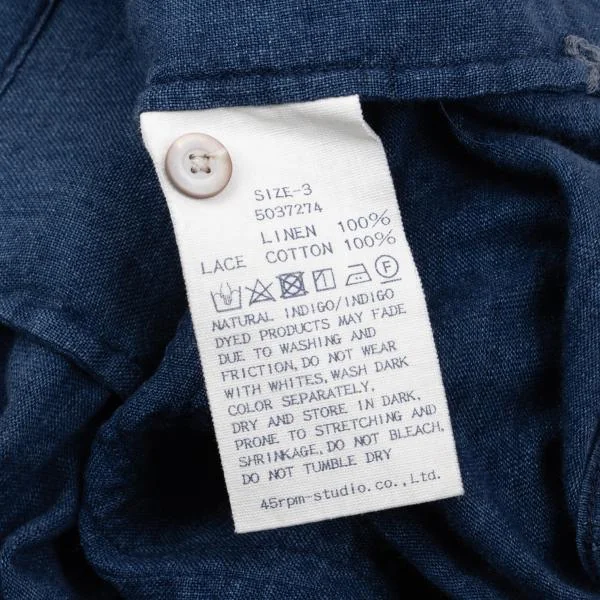 SIZE-3
5037274
LINEN 100%
LACE COTTON 100%
F
NATURAL INDIGO/INDIGO
DYED PRODUCTS MAY FADE
DUE TO WASHING AND
FRICTION, DO NOT WEAR
WITH WHITES, WASH DARK
COLOR SEPARATELY.
DRY AND STORE IN DARK.
PRONE TO STRETCHING AND
SHRINKAGE, DO NOT BLEACH,
DO NOT TUMBLE DRY
45rpm-studio.co.,Ltd.